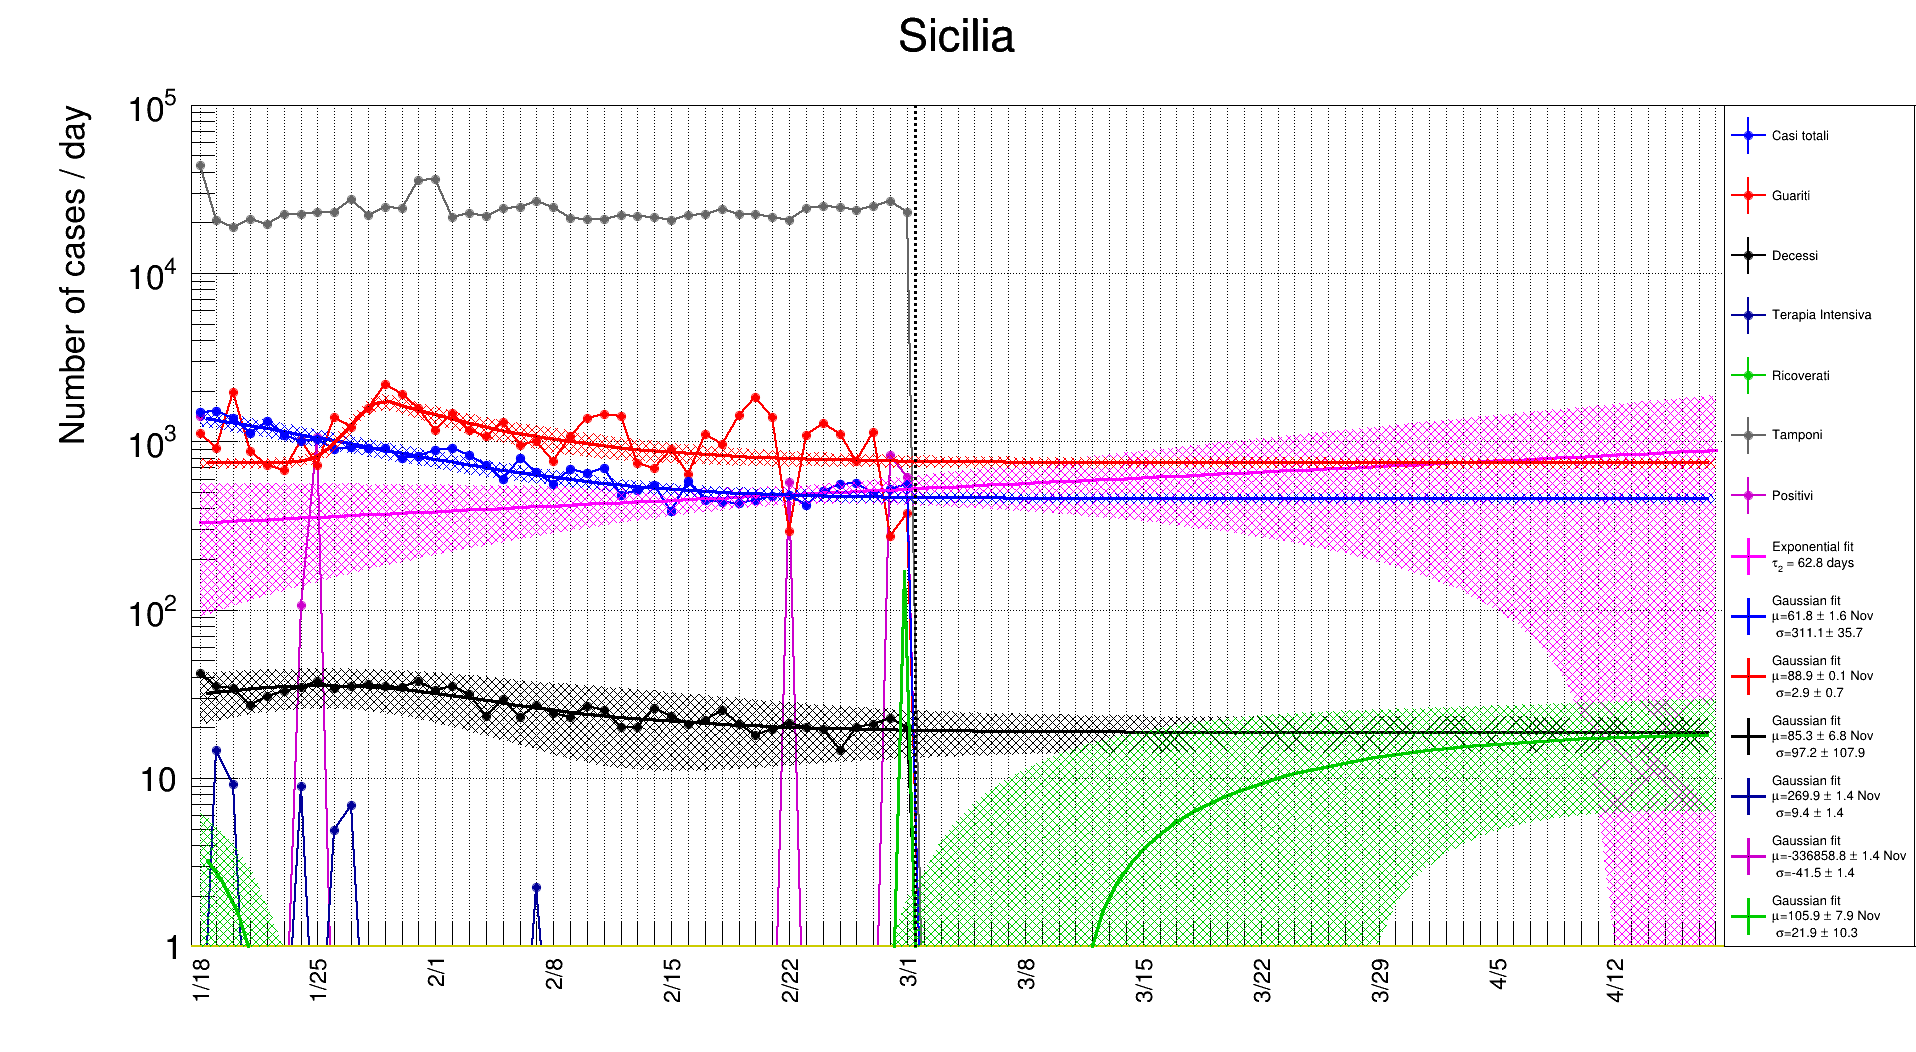 Sicilia
Number of cases / day
10^5
10^4
10^3
10^2
10
1
1/18
1/25
2/1
2/8
2/15
2/22
3/1
3/8
3/15
3/22
3/29
4/5
4/12
Casi totali
Guariti
Decessi
Terapia Intensiva
Ricoverati
Tamponi
Positivi
Exponential fit
τ_2 = 62.8 days
Gaussian fit
μ=61.8 ± 1.6 Nov
σ=311.1 ± 35.7
Gaussian fit
μ=88.9 ± 0.1 Nov
σ=2.9 ± 0.7
Gaussian fit
μ=85.3 ± 6.8 Nov
σ=97.2 ± 107.9
Gaussian fit
μ=269.9 ± 1.4 Nov
σ=9.4 ± 1.4
Gaussian fit
μ=-336858.8 ± 1.4 Nov
σ=-41.5 ± 1.4
Gaussian fit
μ=105.9 ± 7.9 Nov
σ=21.9 ± 10.3